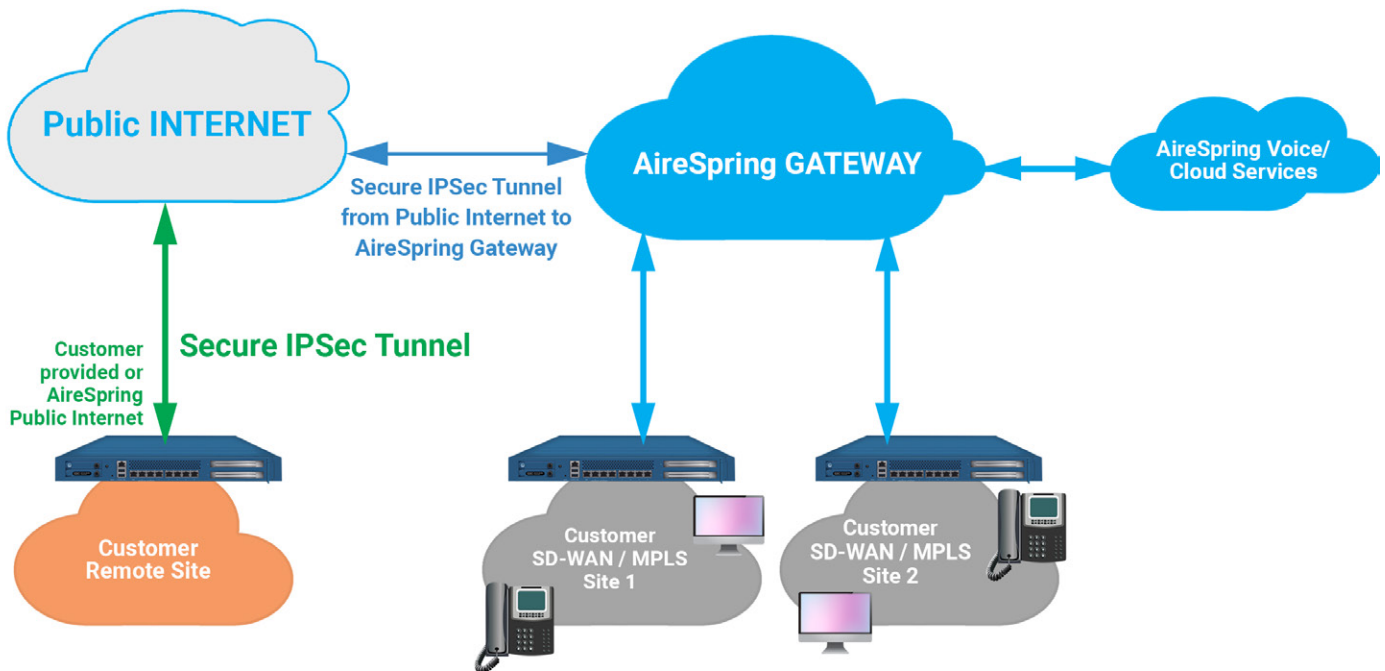 Public INTERNET
AireSpring GATEWAY
AireSpring Voice/
Cloud Services
Secure IPSec Tunnel
from Public Internet to
AireSpring Gateway
Secure IPSec Tunnel
Customer
provided or
AireSpring
Public Internet
Customer
Remote Site
Customer
SD-WAN / MPLS
Site 1
Customer
SD-WAN / MPLS
Site 2